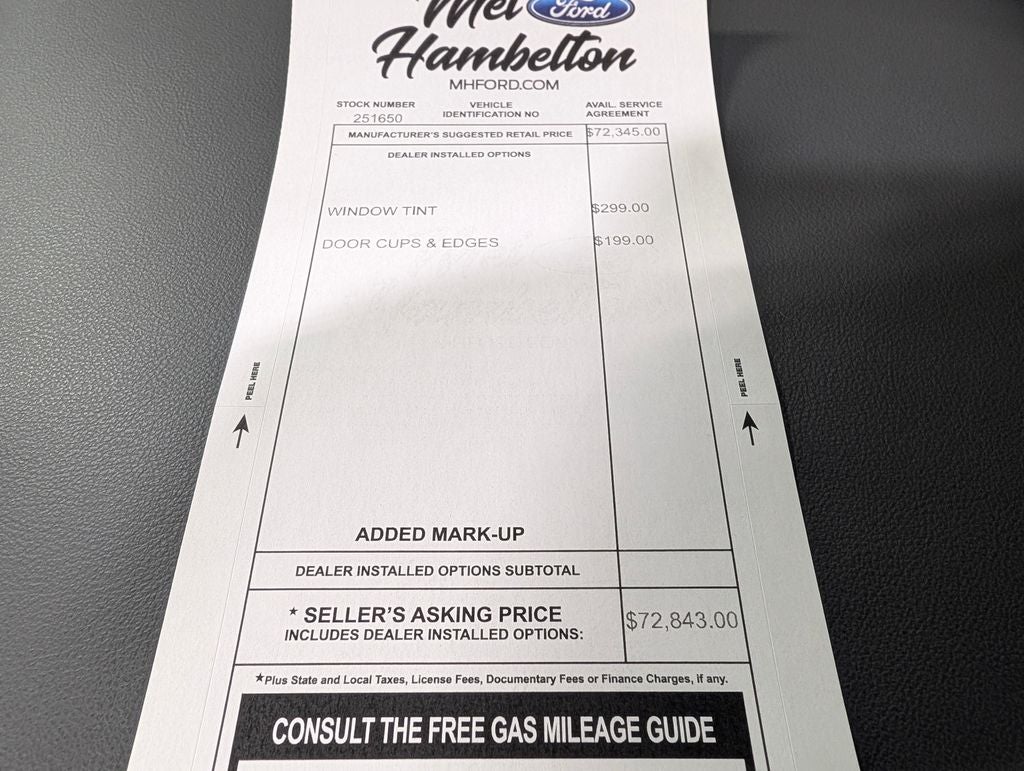 Mel Ford
Hambelton
MHFORD.COM
STOCK NUMBER VEHICLE IDENTIFICATION NO AVAIL. SERVICE AGREEMENT
251650
MANUFACTURER'S SUGGESTED RETAIL PRICE $72,345.00
DEALER INSTALLED OPTIONS
WINDOW TINT $299.00
DOOR CUPS & EDGES $199.00
PEEL HERE
PEEL HERE
ADDED MARK-UP
DEALER INSTALLED OPTIONS SUBTOTAL
★ SELLER'S ASKING PRICE $72,843.00
INCLUDES DEALER INSTALLED OPTIONS:
★Plus State and Local Taxes, License Fees, Documentary Fees or Finance Charges, if any.
CONSULT THE FREE GAS MILEAGE GUIDE